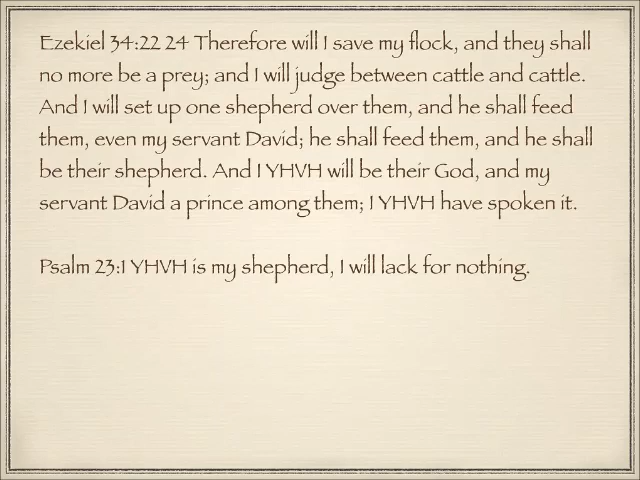 Ezekiel 34:22 24 Therefore will I save my flock, and they shall
no more be a prey; and I will judge between cattle and cattle.
And I will set up one shepherd over them, and he shall feed
them, even my servant David; he shall feed them, and he shall
be their shepherd. And I YHVH will be their God, and my
servant David a prince among them; I YHVH have spoken it.
Psalm 23:1 YHVH is my shepherd, I will lack for nothing.